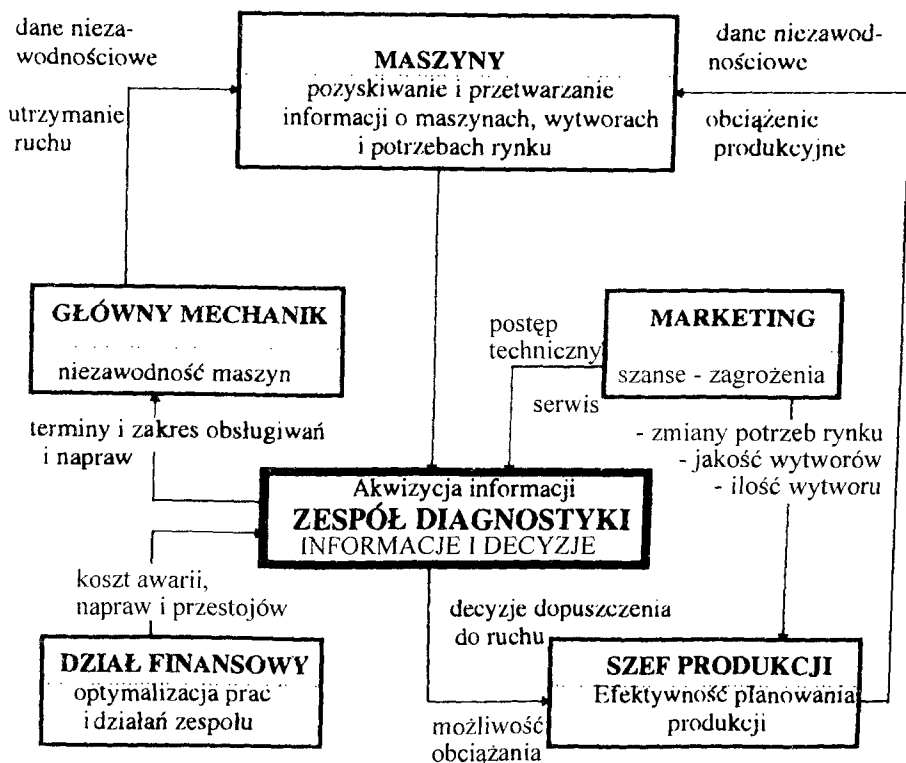 dane nieza-
wodnościowe
utrzymanie
ruchu
MASZYNY
pozyskiwanie i przetwarzanie
informacji o maszynach, wytworach
i potrzebach rynku
dane niezawod-
nościowe
obciążenie
produkcyjne
GŁÓWNY MECHANIK
niezawodność maszyn
postęp
techniczny
serwis
MARKETING
szanse - zagrożenia
terminy i zakres obsługiwań
i napraw
- zmiany potrzeb rynku
- jakość wytworów
- ilość wytworu
Akwizycja informacji
ZESPÓŁ DIAGNOSTYKI
INFORMACJE I DECYZJE
koszt awarii,
napraw i przestojów
decyzje dopuszczenia
do ruchu
DZIAŁ FINANSOWY
optymalizacja prac
i działań zespołu
możliwość
obciążania
SZEF PRODUKCJI
Efektywność planowania
produkcji